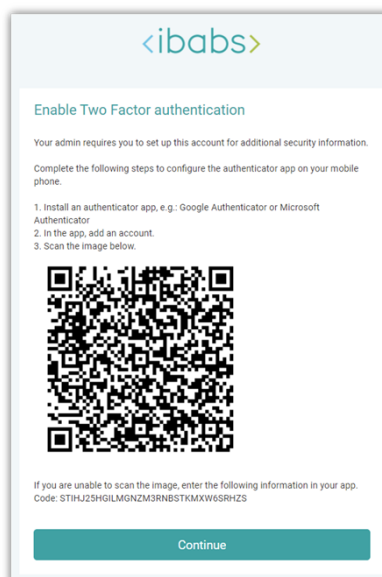 <ibabs>
Enable Two Factor authentication
Your admin requires you to set up this account for additional security information.
Complete the following steps to configure the authenticator app on your mobile
phone.
1. Install an authenticator app, e.g.: Google Authenticator or Microsoft
Authenticator
2. In the app, add an account.
3. Scan the image below.
If you are unable to scan the image, enter the following information in your app.
Code: STIHJ25HGILMGNZM3RNBSTKMXW6SRHZS
Continue